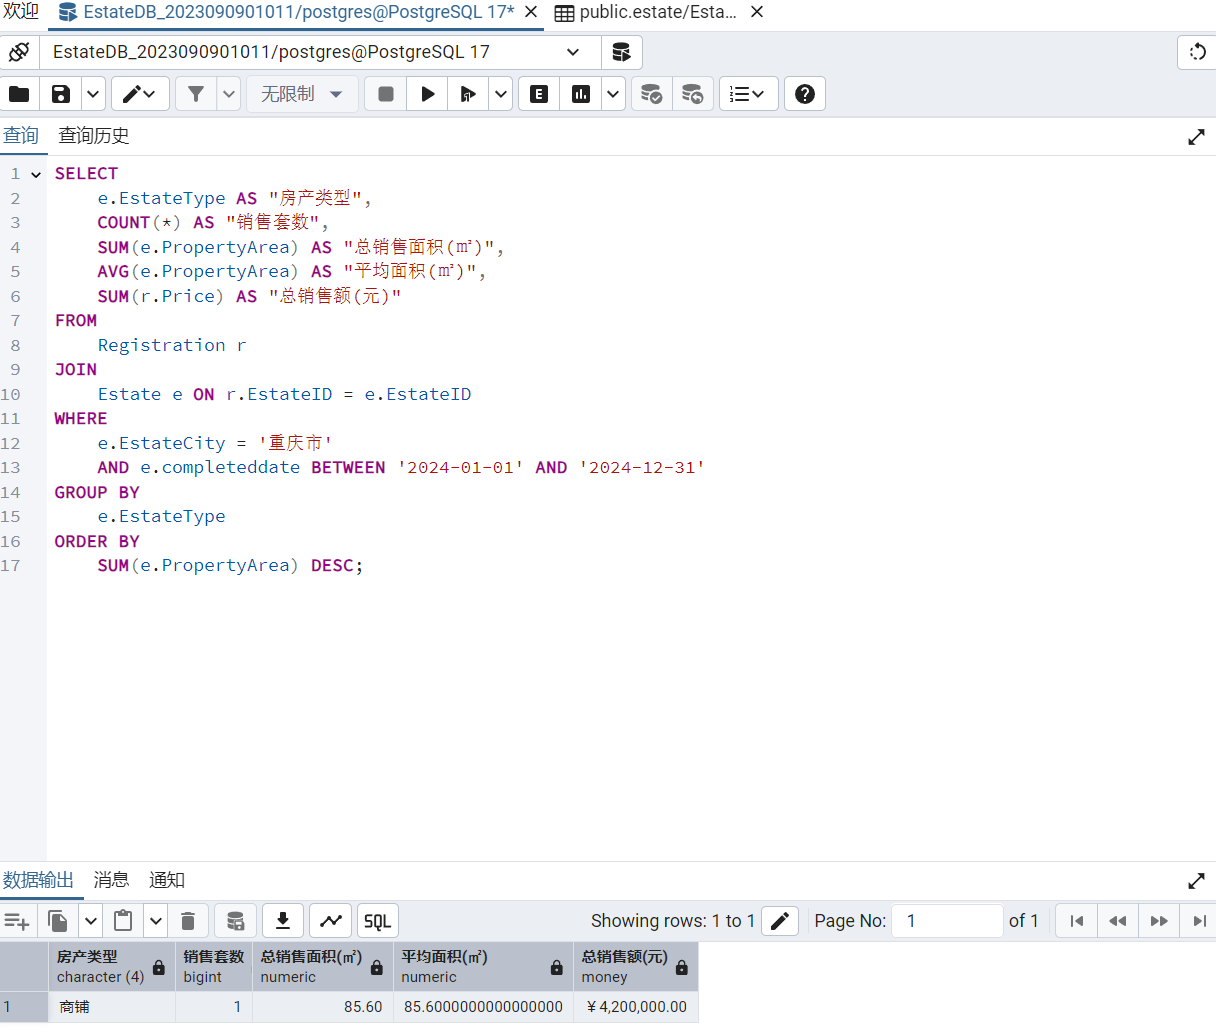 欢迎 EstateDB_2023090901011/postgres@PostgreSQL 17* public.estate/Esta...
EstateDB_2023090901011/postgres@PostgreSQL 17
无限制
查询 查询历史
1 SELECT
2 e.EstateType AS "房产类型",
3 COUNT(*) AS "销售套数",
4 SUM(e.PropertyArea) AS "总销售面积(㎡)",
5 AVG(e.PropertyArea) AS "平均面积(㎡)",
6 SUM(r.Price) AS "总销售额(元)"
7 FROM
8 Registration r
9 JOIN
10 Estate e ON r.EstateID = e.EstateID
11 WHERE
12 e.EstateCity = '重庆市'
13 AND e.completeddate BETWEEN '2024-01-01' AND '2024-12-31'
14 GROUP BY
15 e.EstateType
16 ORDER BY
17 SUM(e.PropertyArea) DESC;
数据输出 消息 通知
SQL Showing rows: 1 to 1 Page No: 1 of 1
房产类型 销售套数 总销售面积(㎡) 平均面积(㎡) 总销售额(元)
character (4) bigint numeric numeric money
1 商铺 1 85.60 85.6000000000000000 ¥4,200,000.00